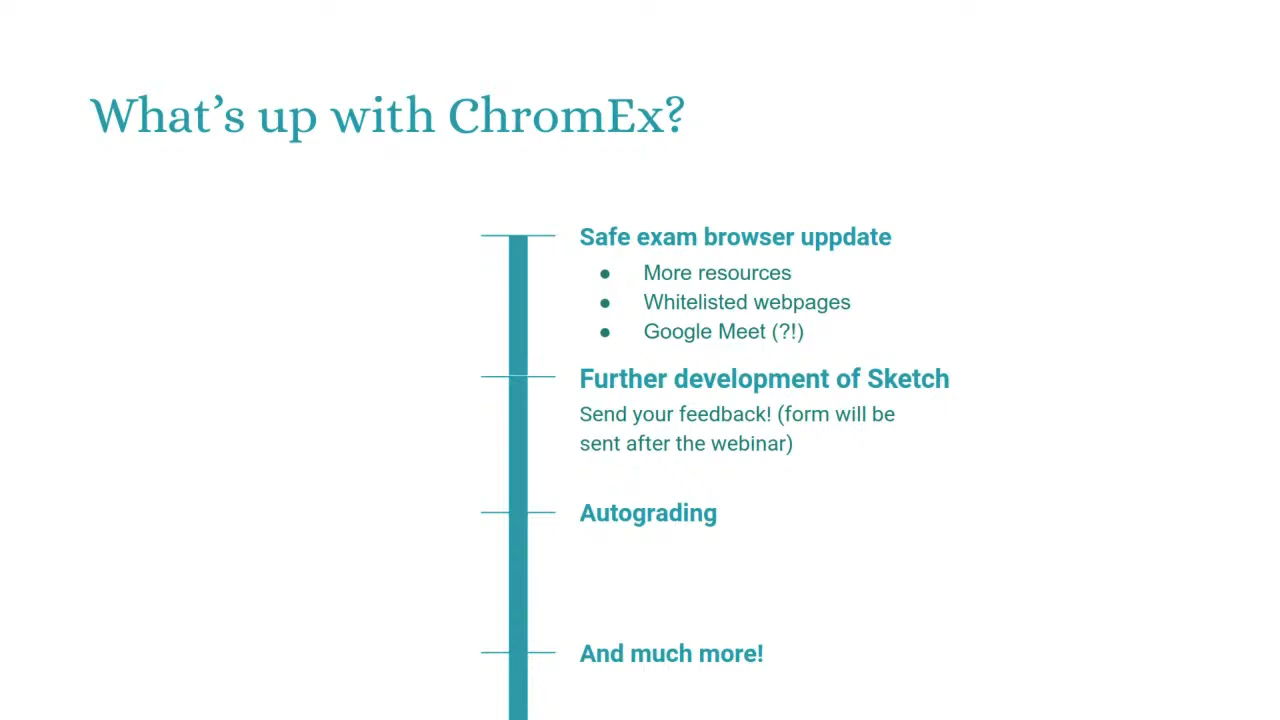 What’s up with ChromEx?
Safe exam browser uppdate
● More resources
● Whitelisted webpages
● Google Meet (?!)
Further development of Sketch
Send your feedback! (form will be
sent after the webinar)
Autograding
And much more!